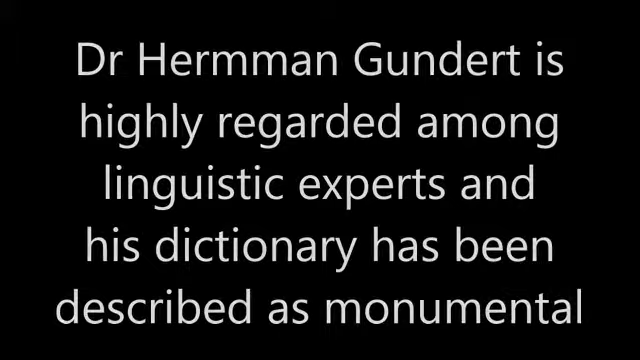 Dr Hermman Gundert is
highly regarded among
linguistic experts and
his dictionary has been
described as monumental